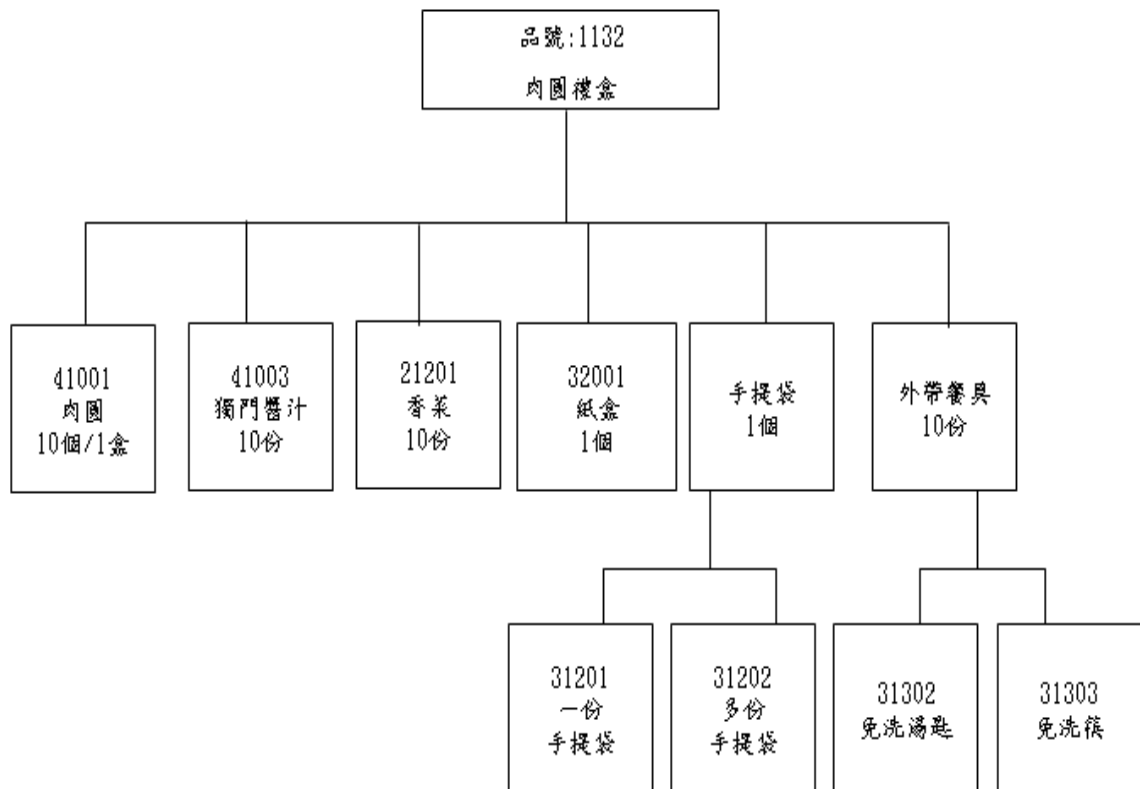 品號:1132
肉圓禮盒
41001
肉圓
10個/1盒
41003
獨門醬汁
10份
21201
香菜
10份
32001
紙盒
1個
手提袋
1個
外帶餐具
10份
31201
一份
手提袋
31202
多份
手提袋
31302
免洗湯匙
31303
免洗筷